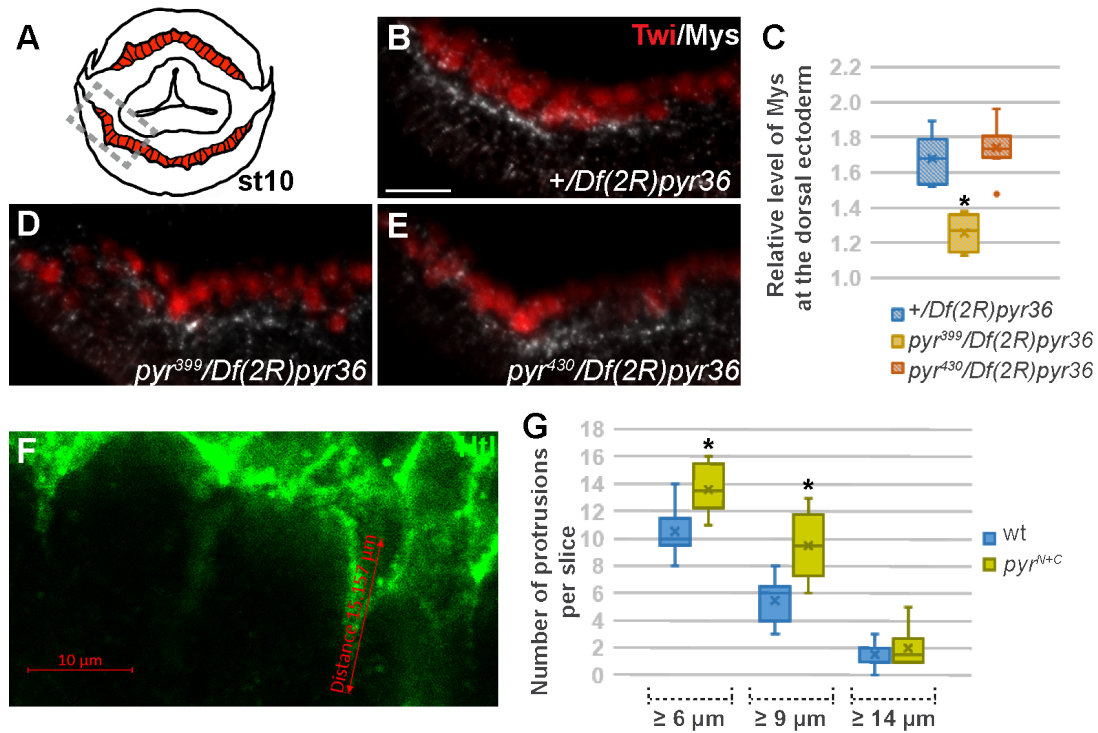 A
st10
B
Twi/Mys
+/Df(2R)pyr36
C
Relative level of Mys
at the dorsal ectoderm
2.2
2.0
1.8
1.6
1.4
1.2
1.0
*
+/Df(2R)pyr36
pyr399/Df(2R)pyr36
pyr430/Df(2R)pyr36
D
pyr399/Df(2R)pyr36
E
pyr430/Df(2R)pyr36
F
Htl
Distance 15.157 µm
10 µm
G
Number of protrusions
per slice
18
16
14
12
10
8
6
4
2
0
*
*
≥ 6 µm
≥ 9 µm
≥ 14 µm
wt
pyrN+C